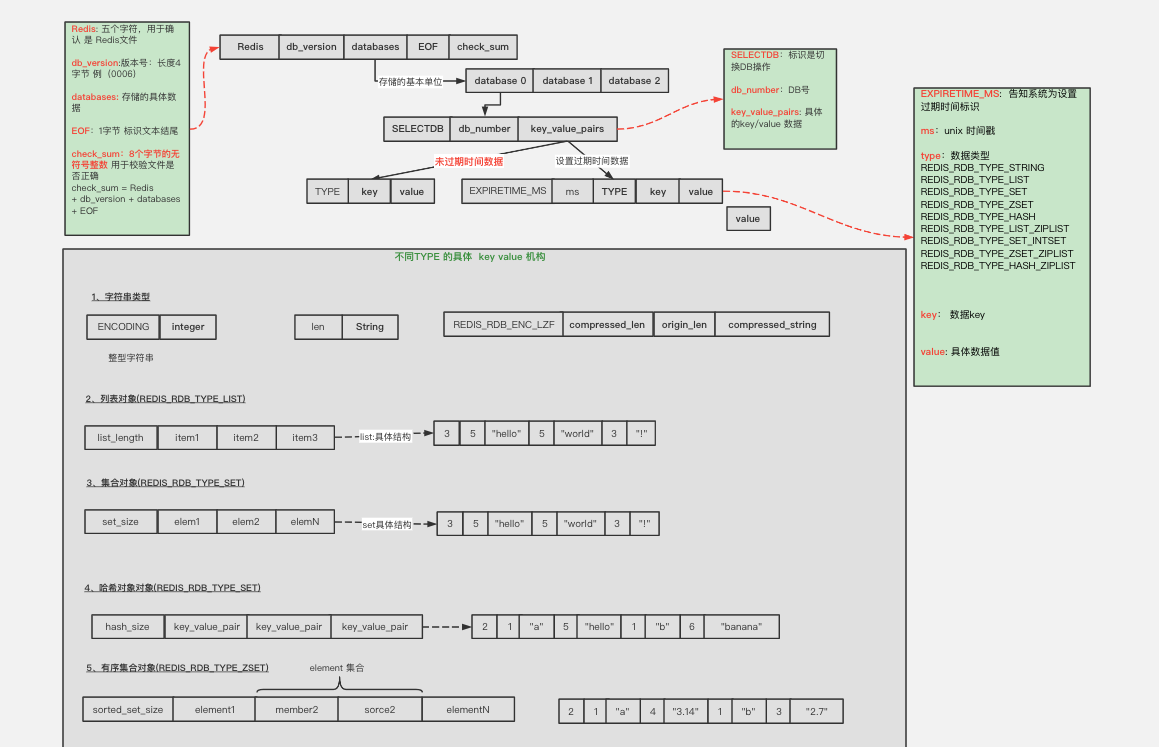 Redis: 五个字符，用于确
认 是 Redis文件
db_version:版本号：长度4
字节 例（0006）
databases: 存储的具体数
据
EOF：1字节 标识文本结尾
check_sum：8个字节的无
符号整数 用于校验文件是
否正确
check_sum = Redis
+ db_version + databases
+ EOF
Redis db_version databases EOF check_sum
存储的基本单位
database 0 database 1 database 2
SELECTDB db_number key_value_pairs
未过期时间数据 设置过期时间数据
TYPE key value
EXPIRETIME_MS ms TYPE key value
value
SELECTDB：标识是切
换DB操作
db_number：DB号
key_value_pairs: 具体
的key/value 数据
EXPIRETIME_MS：告知系统为设置
过期时间标识
ms：unix 时间戳
type：数据类型
REDIS_RDB_TYPE_STRING
REDIS_RDB_TYPE_LIST
REDIS_RDB_TYPE_SET
REDIS_RDB_TYPE_ZSET
REDIS_RDB_TYPE_HASH
REDIS_RDB_TYPE_LIST_ZIPLIST
REDIS_RDB_TYPE_SET_INTSET
REDIS_RDB_TYPE_ZSET_ZIPLIST
REDIS_RDB_TYPE_HASH_ZIPLIST
key： 数据key
value: 具体数据值
不同TYPE 的具体 key value 机构
1、字符串类型
ENCODING integer
len String
REDIS_RDB_ENC_LZF compressed_len origin_len compressed_string
整型字符串
2、列表对象(REDIS_RDB_TYPE_LIST)
list_length item1 item2 item3
list:具体结构
3 5 "hello" 5 "world" 3 "!"
3、集合对象(REDIS_RDB_TYPE_SET)
set_size elem1 elem2 elemN
set具体结构
3 5 "hello" 5 "world" 3 "!"
4、哈希对象对象(REDIS_RDB_TYPE_SET)
hash_size key_value_pair key_value_pair key_value_pair
2 1 "a" 5 "hello" 1 "b" 6 "banana"
5、有序集合对象(REDIS_RDB_TYPE_ZSET)
element 集合
sorted_set_size element1 member2 sorce2 elementN
2 1 "a" 4 "3.14" 1 "b" 3 "2.7"